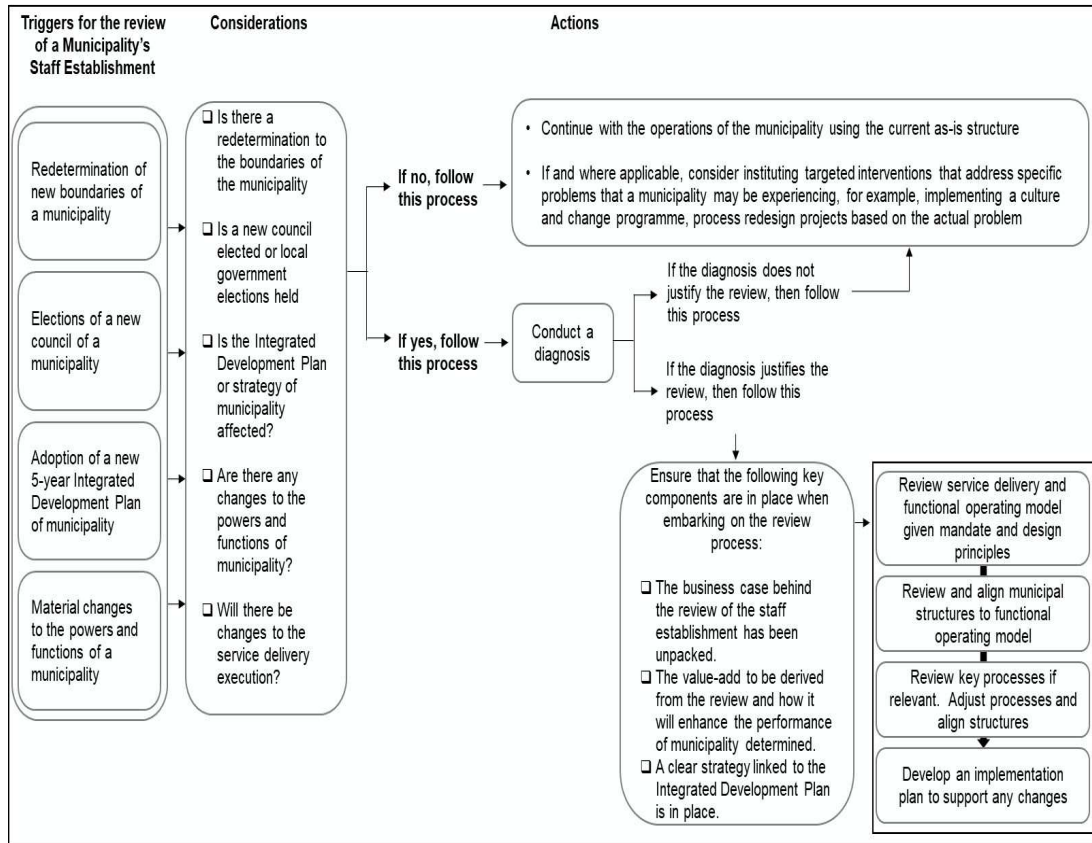 Triggers for the review
of a Municipality's
Staff Establishment
Considerations
Actions
Redetermination of
new boundaries of
a municipality
Elections of a new
council of a
municipality
Adoption of a new
5-year Integrated
Development Plan
of municipality
Material changes
to the powers and
functions of a
municipality
❑ Is there a
redetermination to
the boundaries of
the municipality
❑ Is a new council
elected or local
government
elections held
❑ Is the Integrated
Development Plan
or strategy of
municipality
affected?
❑ Are there any
changes to the
powers and
functions of
municipality?
❑ Will there be
changes to the
service delivery
execution?
If no, follow
this process
• Continue with the operations of the municipality using the current as-is structure
• If and where applicable, consider instituting targeted interventions that address specific
problems that a municipality may be experiencing, for example, implementing a culture
and change programme, process redesign projects based on the actual problem
If yes, follow
this process
Conduct a
diagnosis
If the diagnosis does not
justify the review, then follow
this process
If the diagnosis justifies the
review, then follow this
process
Ensure that the following key
components are in place when
embarking on the review
process:
❑ The business case behind
the review of the staff
establishment has been
unpacked.
❑ The value-add to be derived
from the review and how it
will enhance the performance
of municipality determined.
❑ A clear strategy linked to the
Integrated Development Plan
is in place.
Review service delivery and
functional operating model
given mandate and design
principles
Review and align municipal
structures to functional
operating model
Review key processes if
relevant. Adjust processes and
align structures
Develop an implementation
plan to support any changes